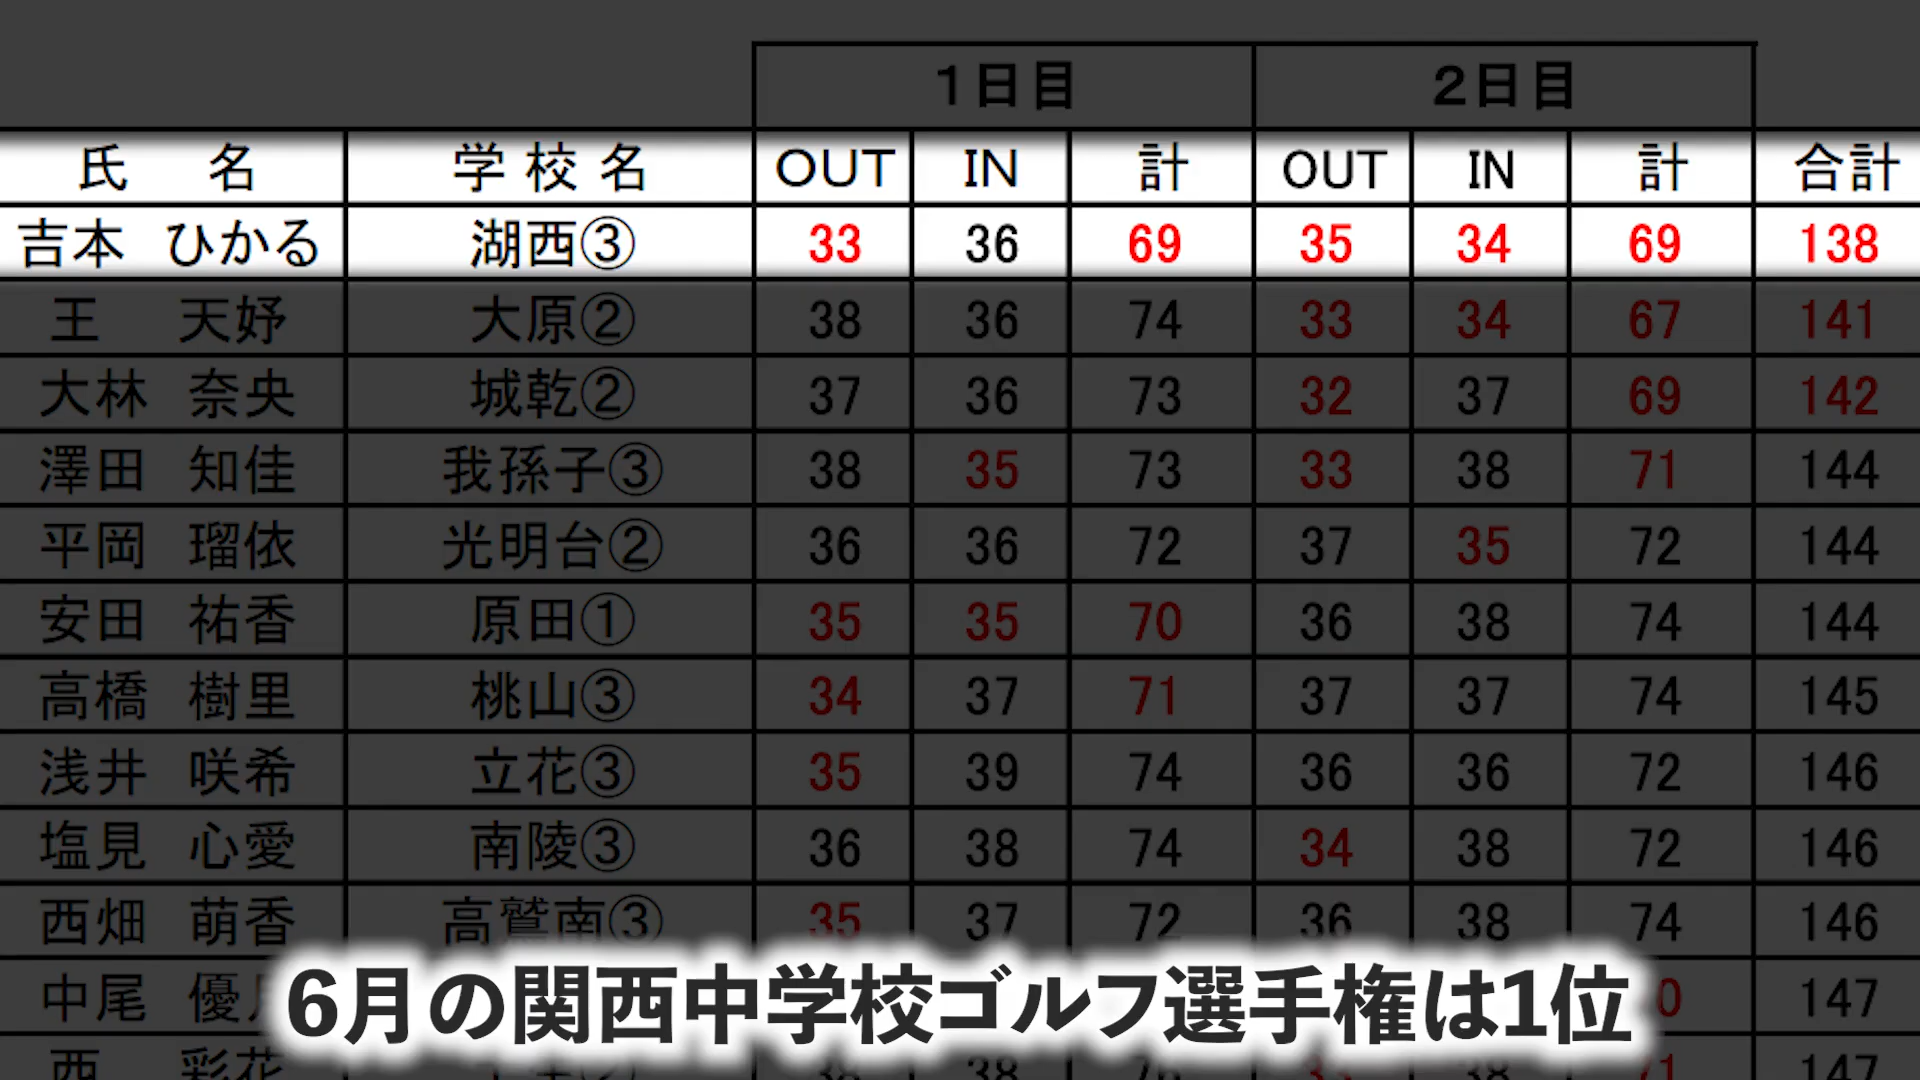 1日目 2日目
氏 名 学校名 OUT IN 計 OUT IN 計 合計
吉本 ひかる 湖西③ 33 36 69 35 34 69 138
王 天妤 大原② 38 36 74 33 34 67 141
大林 奈央 城乾② 37 36 73 32 37 69 142
澤田 知佳 我孫子③ 38 35 73 33 38 71 144
平岡 瑠依 光明台② 36 36 72 37 35 72 144
安田 祐香 原田① 35 35 70 36 38 74 144
高橋 樹里 桃山③ 34 37 71 37 37 74 145
浅井 咲希 立花③ 35 39 74 36 36 72 146
塩見 心愛 南陵③ 36 38 74 34 38 72 146
西畑 萌香 高鷲南③ 35 37 72 36 38 74 146
中尾 優 147
6月の関西中学校ゴルフ選手権は1位
西 彩花 147